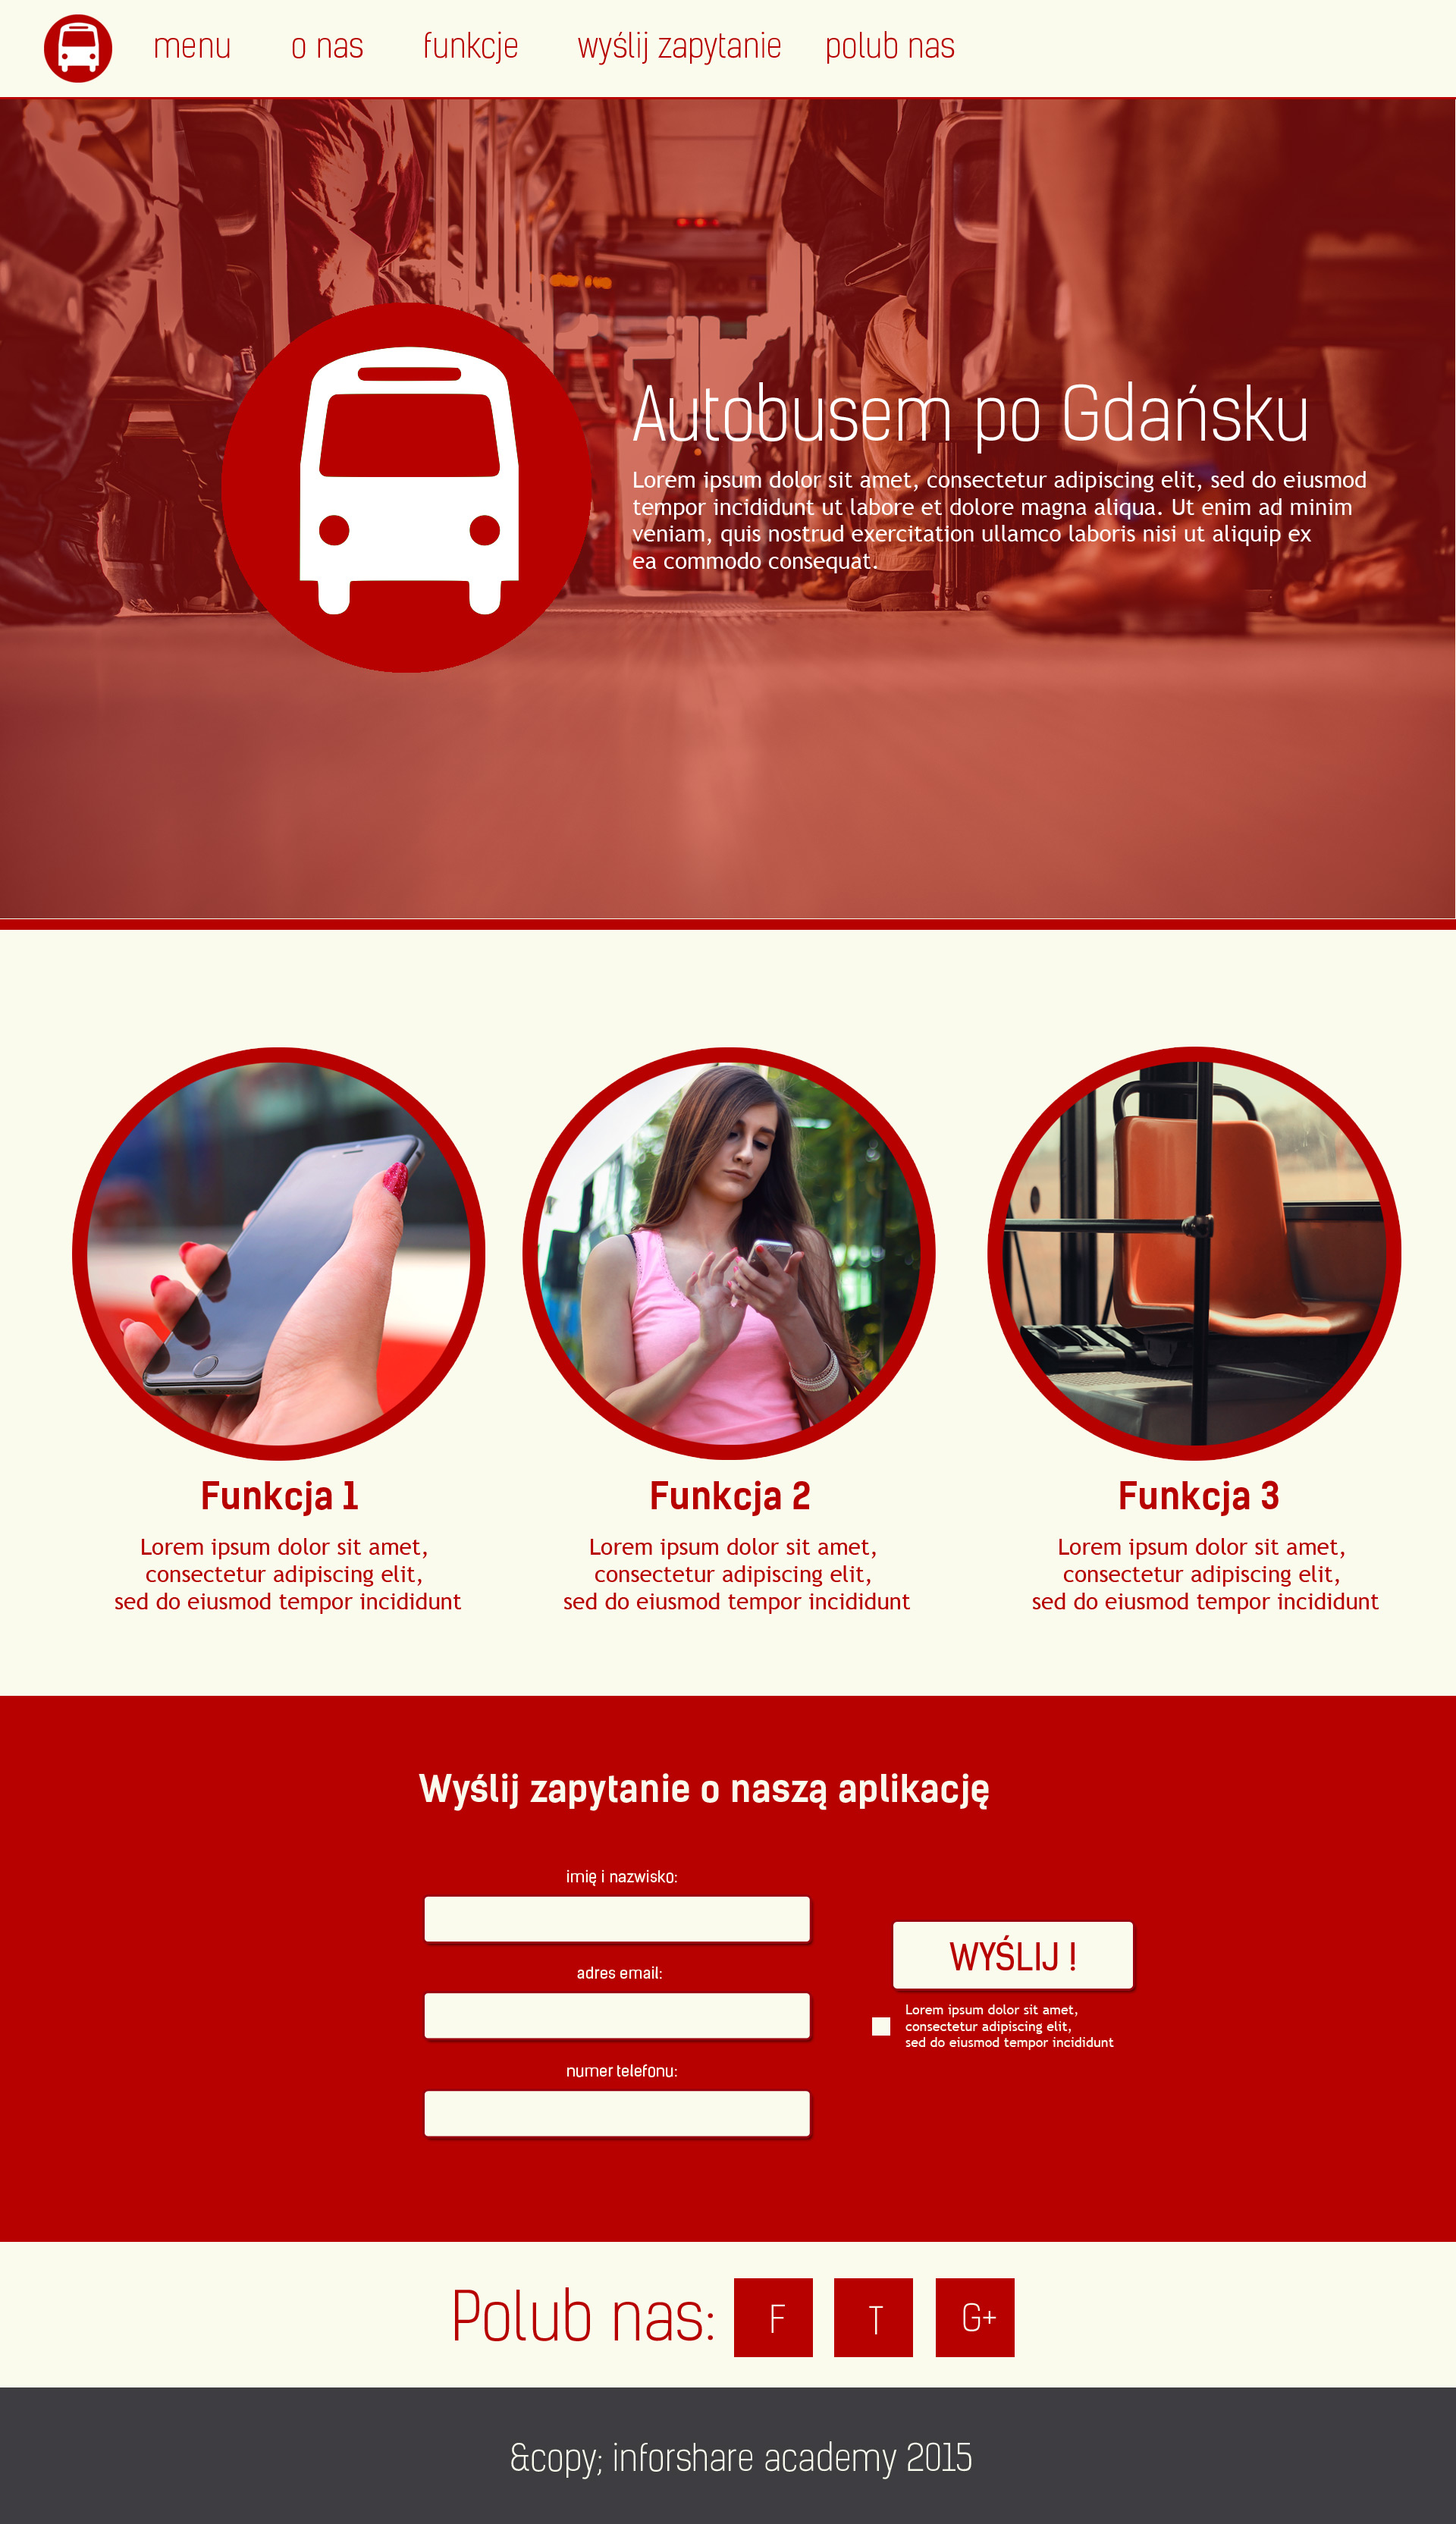 menu o nas funkcje wyślij zapytanie polub nas
Autobusem po Gdańsku
Lorem ipsum dolor sit amet, consectetur adipiscing elit, sed do eiusmod
tempor incididunt ut labore et dolore magna aliqua. Ut enim ad minim
veniam, quis nostrud exercitation ullamco laboris nisi ut aliquip ex
ea commodo consequat.
Funkcja 1
Lorem ipsum dolor sit amet,
consectetur adipiscing elit,
sed do eiusmod tempor incididunt
Funkcja 2
Lorem ipsum dolor sit amet,
consectetur adipiscing elit,
sed do eiusmod tempor incididunt
Funkcja 3
Lorem ipsum dolor sit amet,
consectetur adipiscing elit,
sed do eiusmod tempor incididunt
Wyślij zapytanie o naszą aplikację
imię i nazwisko:
adres email:
numer telefonu:
WYŚLIJ !
Lorem ipsum dolor sit amet,
consectetur adipiscing elit,
sed do eiusmod tempor incididunt
Polub nas: F T G+
&copy; inforshare academy 2015